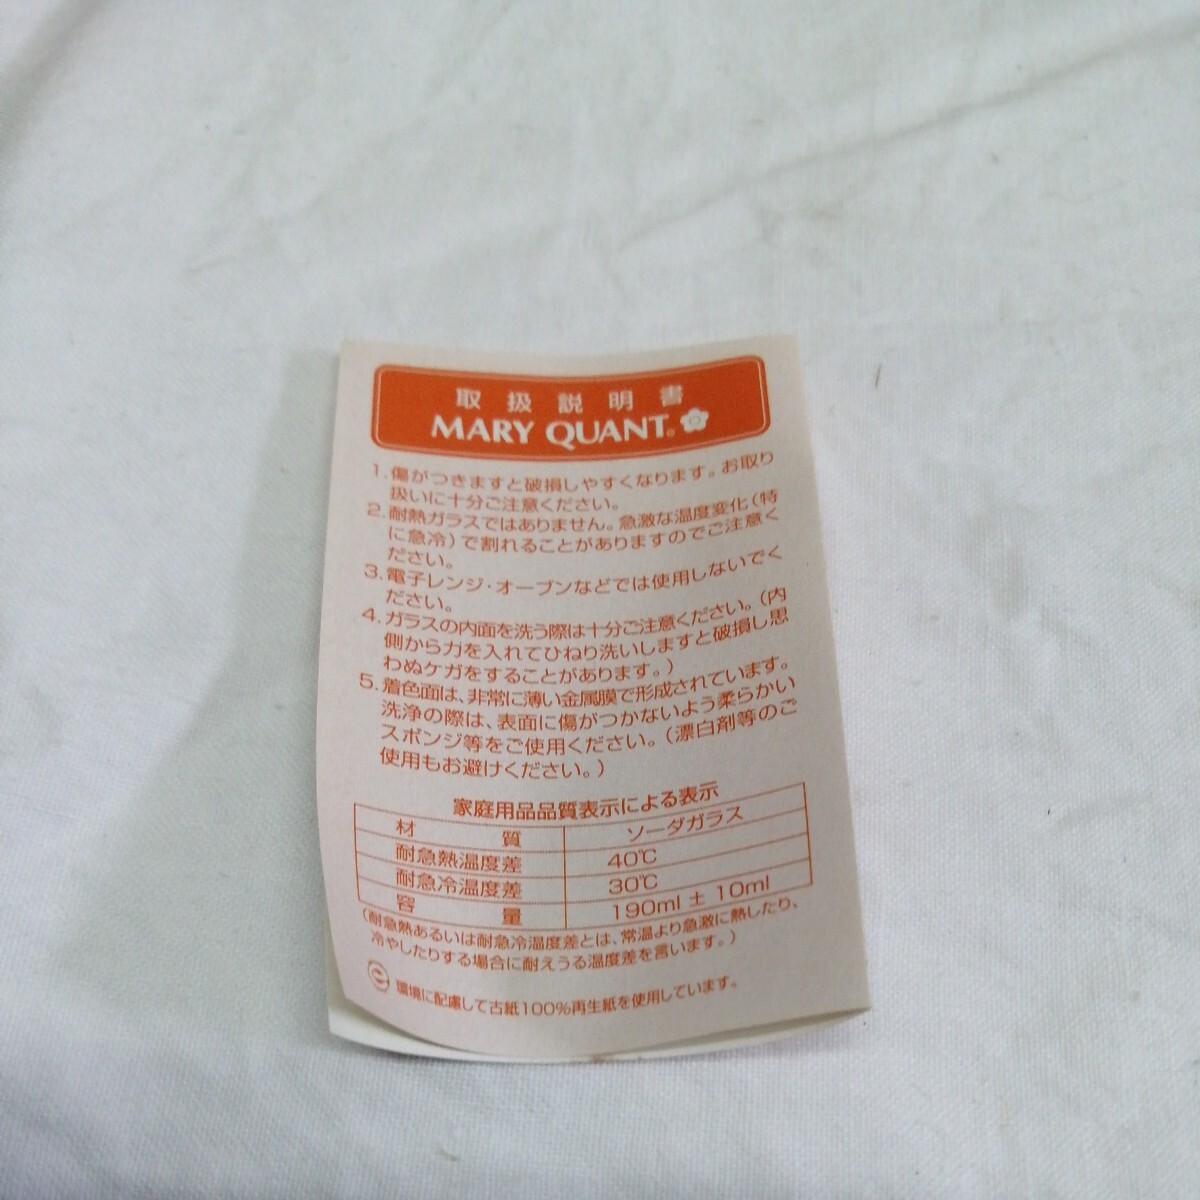 取扱説明書
MARY QUANT®
1. 傷がつきますと破損しやすくなります。お取り
扱いに十分ご注意ください。
2. 耐熱ガラスではありません。急激な温度変化(特
に急冷)で割れることがありますのでご注意く
ださい。
3. 電子レンジ・オーブンなどでは使用しないでく
ださい。
4. ガラスの内面を洗う際は十分ご注意ください。(内
側から力を入れてひねり洗いしますと破損し思
わぬケガをすることがあります。)
5. 着色面は、非常に薄い金属膜で形成されています。
洗浄の際は、表面に傷がつかないよう柔らかい
スポンジ等をご使用ください。(漂白剤等のご
使用もお避けください。)
家庭用品品質表示による表示
材質 ソーダガラス
耐急熱温度差 40℃
耐急冷温度差 30℃
容量 190ml ± 10ml
(耐急熱あるいは耐急冷温度差とは、常温より急激に熱したり、
冷やしたりする場合に耐えうる温度差を言います。)
環境に配慮して古紙100%再生紙を使用しています。